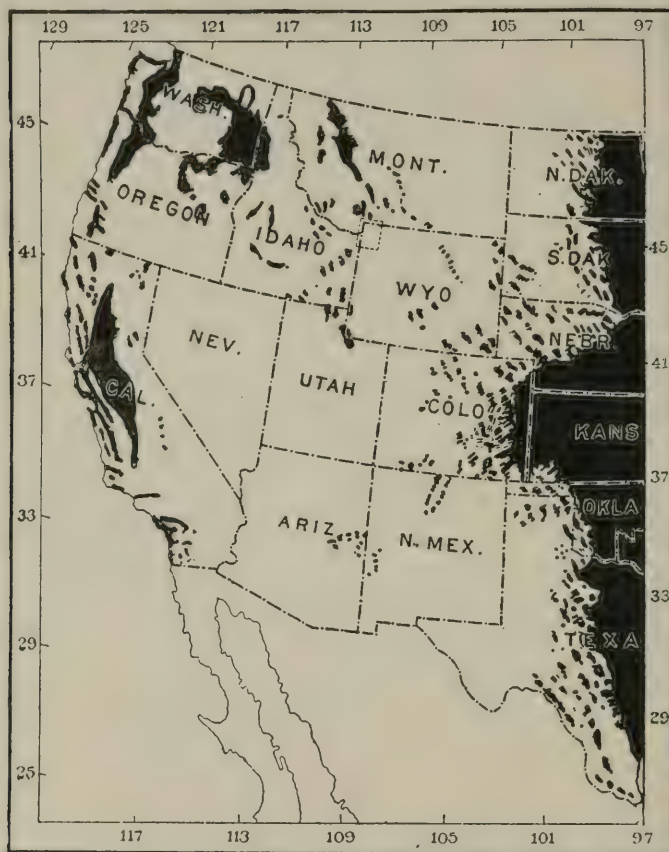 129 125 121 117 113 109 105 101 97
45
41
37
33
29
25
45
41
37
33
29
WASH.
MONT.
N. DAK.
OREGON
IDAHO
S. DAK
WYO
NEBR.
NEV.
UTAH
COLO
CAL.
KANS
ARIZ
N. MEX.
OKLA
TEXA
117 113 109 105 101 97